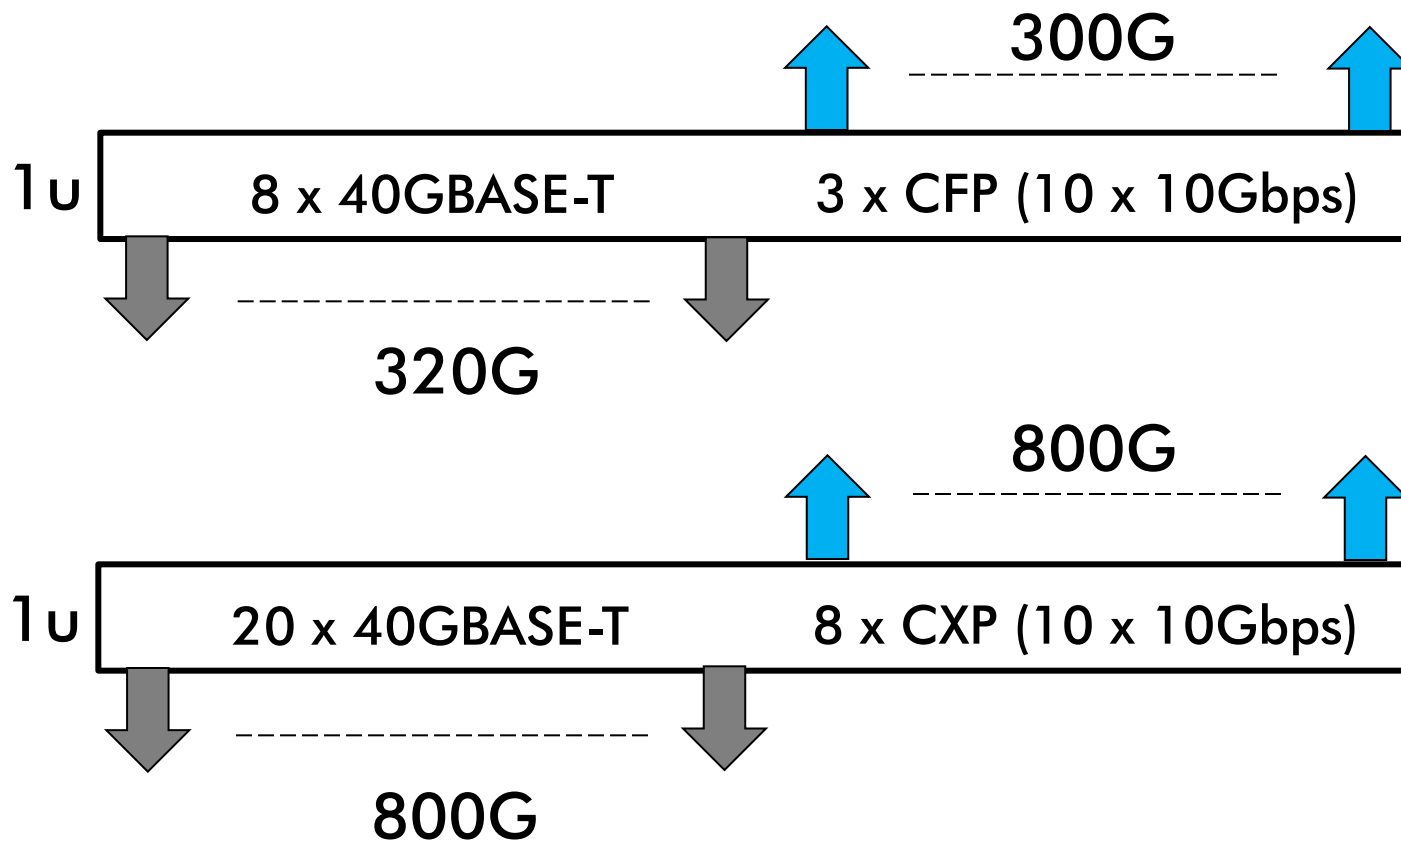 300G
1u
8 x 40GBASE-T
3 x CFP (10 x 10Gbps)
320G
800G
1u
20 x 40GBASE-T
8 x CXP (10 x 10Gbps)
800G